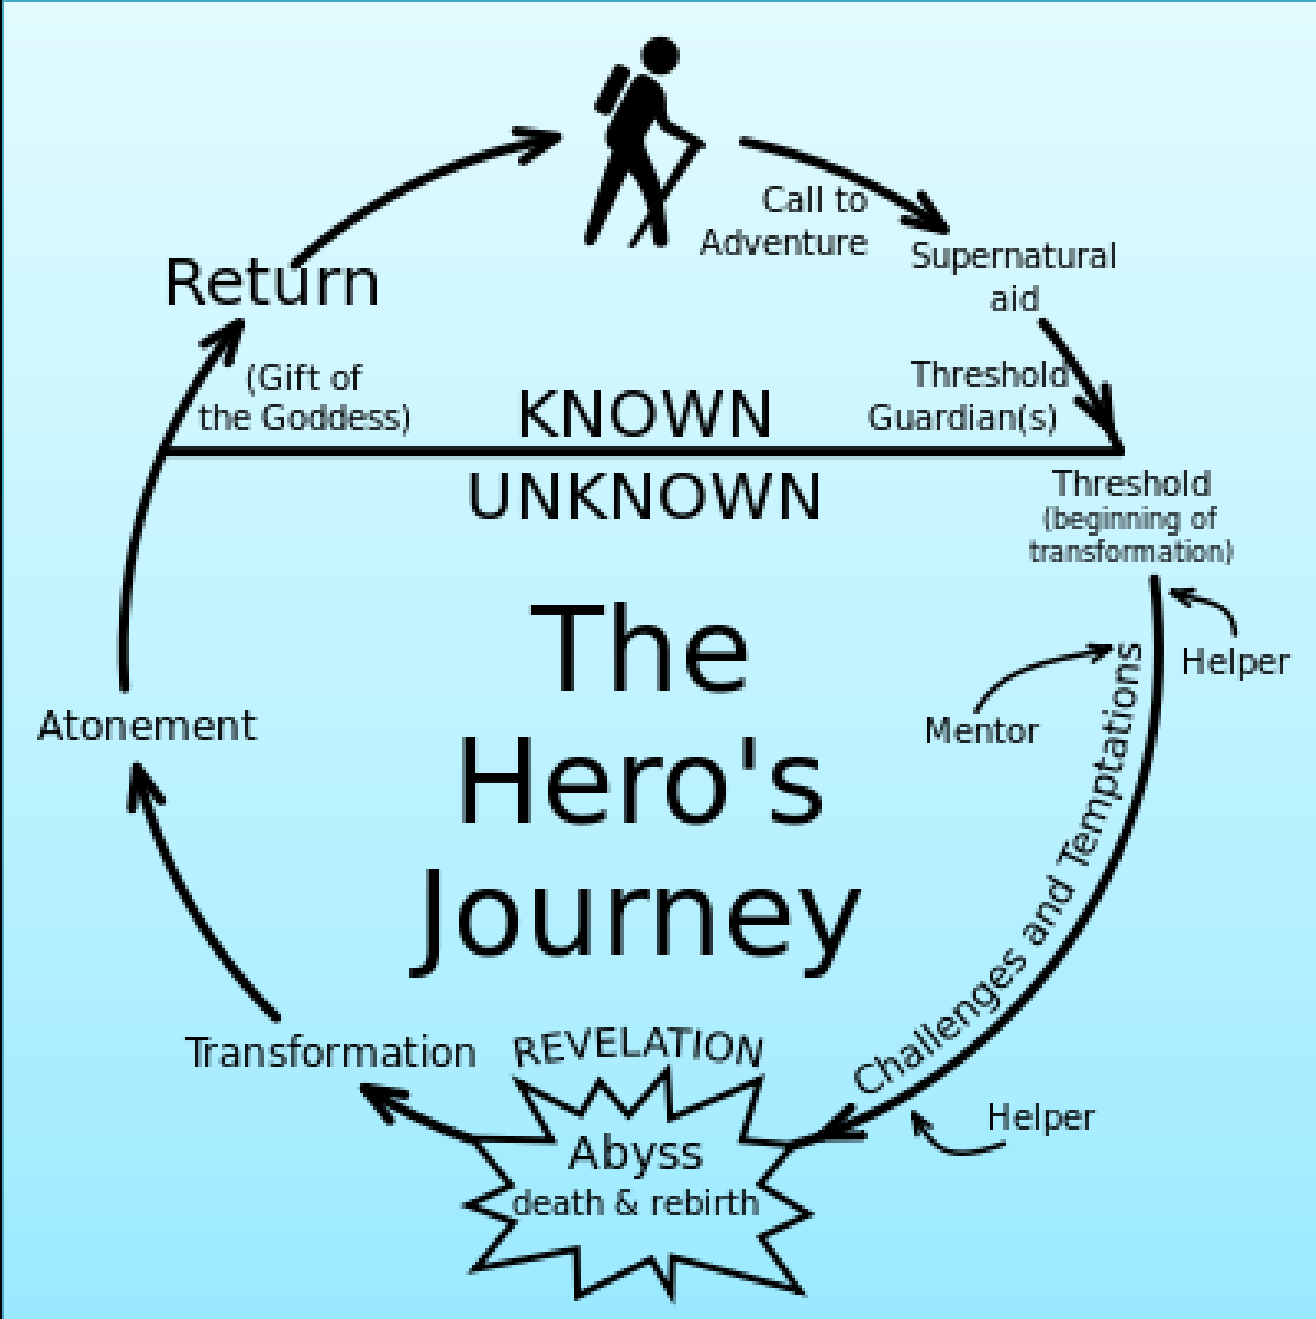 Call to
Adventure
Supernatural
aid
Return
(Gift of
the Goddess)
KNOWN
Threshold
Guardian(s)
UNKNOWN
Threshold
(beginning of
transformation)
Helper
Mentor
Challenges and Temptations
The
Hero's
Journey
Atonement
Transformation
REVELATION
Abyss
death & rebirth
Helper